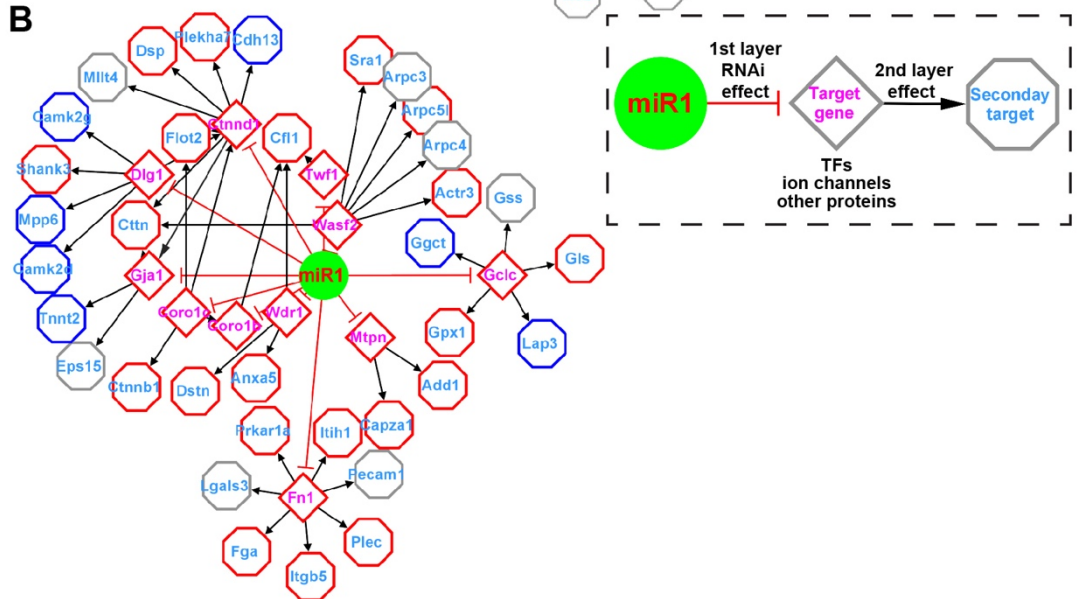 B
Dsp
Plekha7
Cdh13
Mllt4
Sra1
Arpc3
Camk2g
Arpc5l
Flot2
Ctnnd1
Cfl1
Arpc4
Shank3
Dlg1
Twf1
Actr3
Mpp6
Cttn
Wasf2
Gss
Ggct
Camk2d
Gja1
miR1
Gclc
Gls
Tnnt2
Coro1c
Coro1b
Wdr1
Mtpn
Gpx1
Lap3
Eps15
Ctnnb1
Dstn
Anxa5
Add1
Prkar1a
Itih1
Capza1
Lgals3
Fn1
Pecam1
Fga
Itgb5
Plec
1st layer
RNAi
effect
miR1
Target
gene
2nd layer
effect
Seconday
target
TFs
ion channels
other proteins